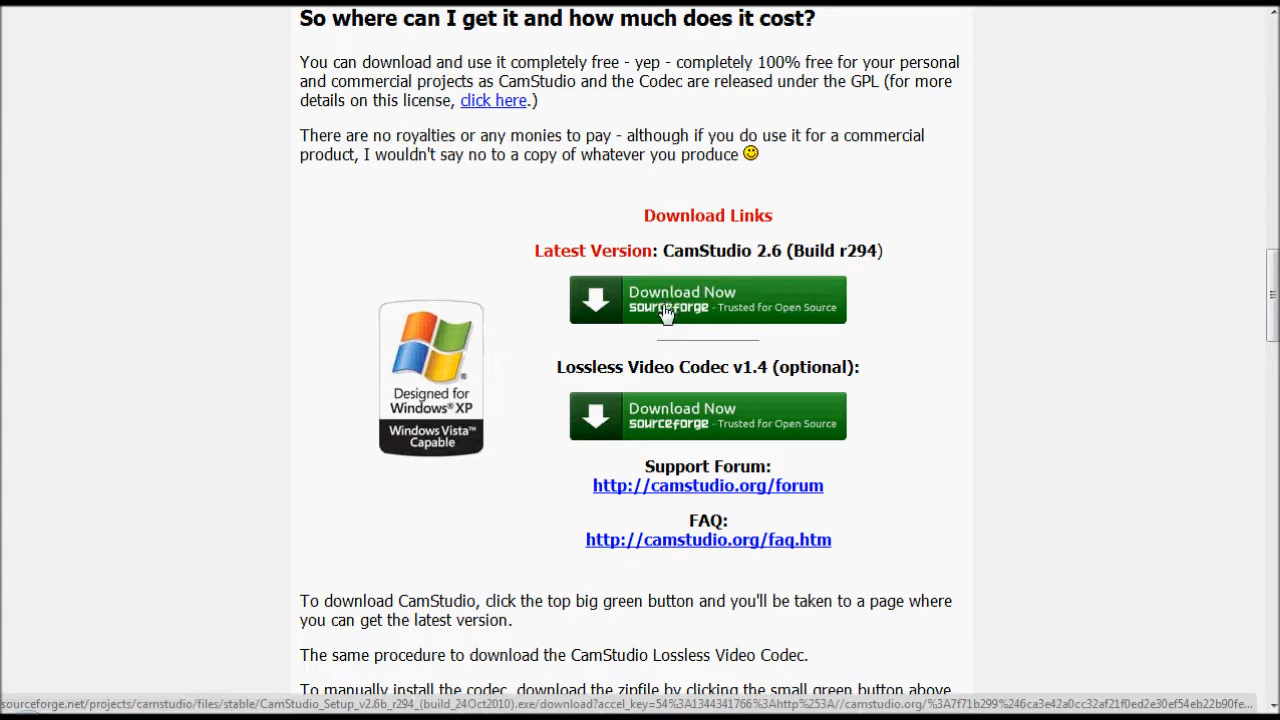 So where can I get it and how much does it cost?
You can download and use it completely free - yep - completely 100% free for your personal
and commercial projects as CamStudio and the Codec are released under the GPL (for more
details on this license, click here.)
There are no royalties or any monies to pay - although if you do use it for a commercial
product, I wouldn't say no to a copy of whatever you produce
Download Links
Latest Version: CamStudio 2.6 (Build r294)
Download Now
sourceforge - Trusted for Open Source
Designed for
Windows® XP
Windows Vista™
Capable
Lossless Video Codec v1.4 (optional):
Download Now
sourceforge - Trusted for Open Source
Support Forum:
http://camstudio.org/forum
FAQ:
http://camstudio.org/faq.htm
To download CamStudio, click the top big green button and you'll be taken to a page where
you can get the latest version.
The same procedure to download the CamStudio Lossless Video Codec.
To manually install the codec, download the zipfile by clicking the small green button above
sourceforge.net/projects/camstudio/files/stable/CamStudio_Setup_v2.6b_r294_(build_24Oct2010).exe/download?accel_key=54%3A1344341766%3Ahttp%253A//camstudio.org/%3A7f71b299%246ca3e42a0cc32af21f0ed2e30ef54eb22b90fe...